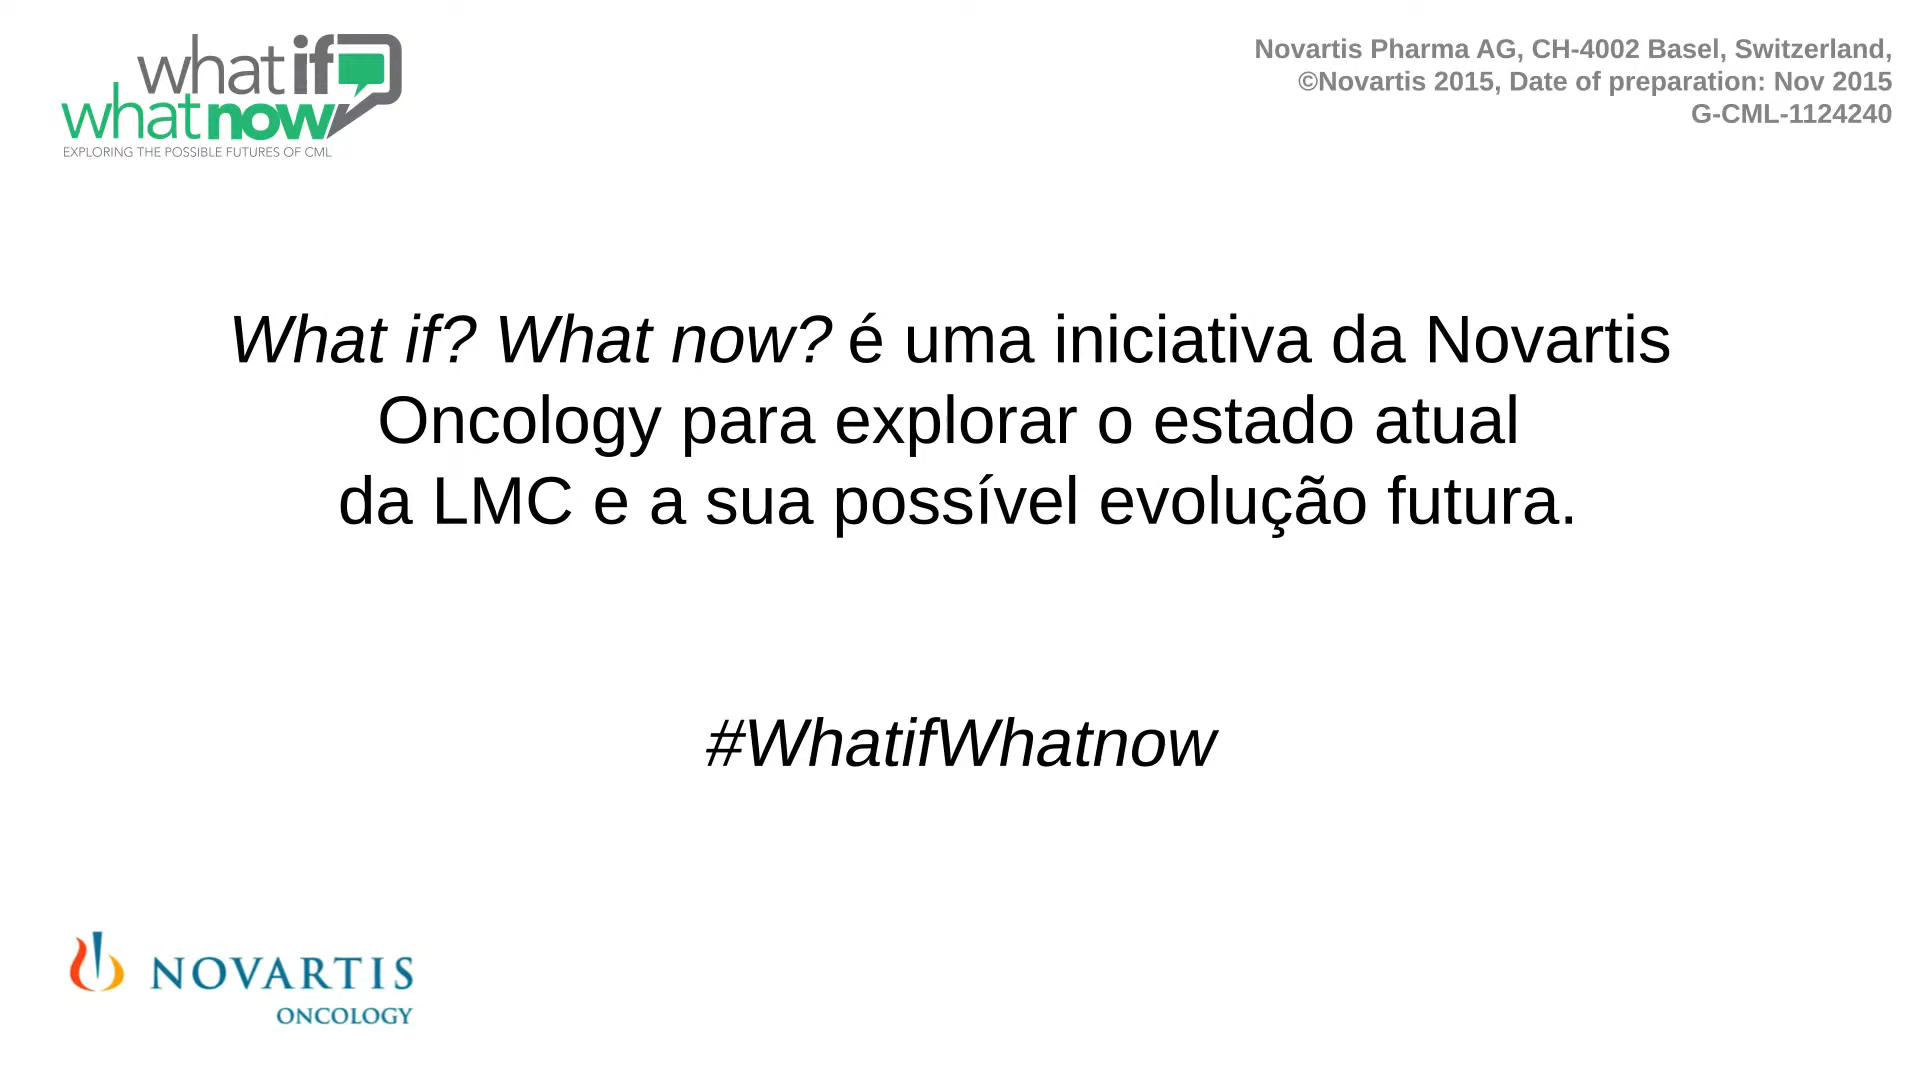 what if
what now
EXPLORING THE POSSIBLE FUTURES OF CML
Novartis Pharma AG, CH-4002 Basel, Switzerland,
©Novartis 2015, Date of preparation: Nov 2015
G-CML-1124240
What if? What now? é uma iniciativa da Novartis
Oncology para explorar o estado atual
da LMC e a sua possível evolução futura.
#WhatifWhatnow
NOVARTIS
ONCOLOGY